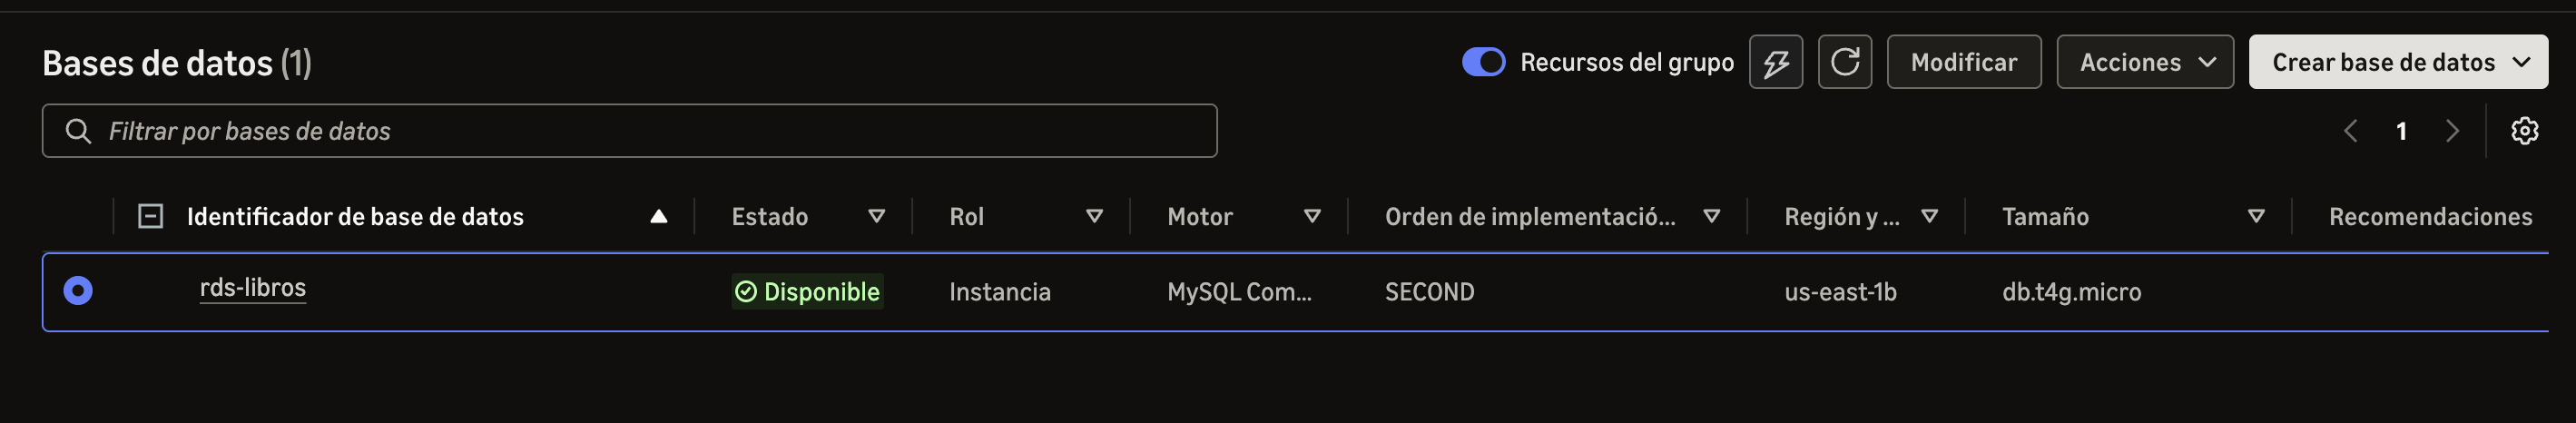 Bases de datos (1)
Recursos del grupo
Modificar
Acciones
Crear base de datos
Filtrar por bases de datos
1
Identificador de base de datos Estado Rol Motor Orden de implementació... Región y ... Tamaño Recomendaciones
rds-libros Disponible Instancia MySQL Com... SECOND us-east-1b db.t4g.micro